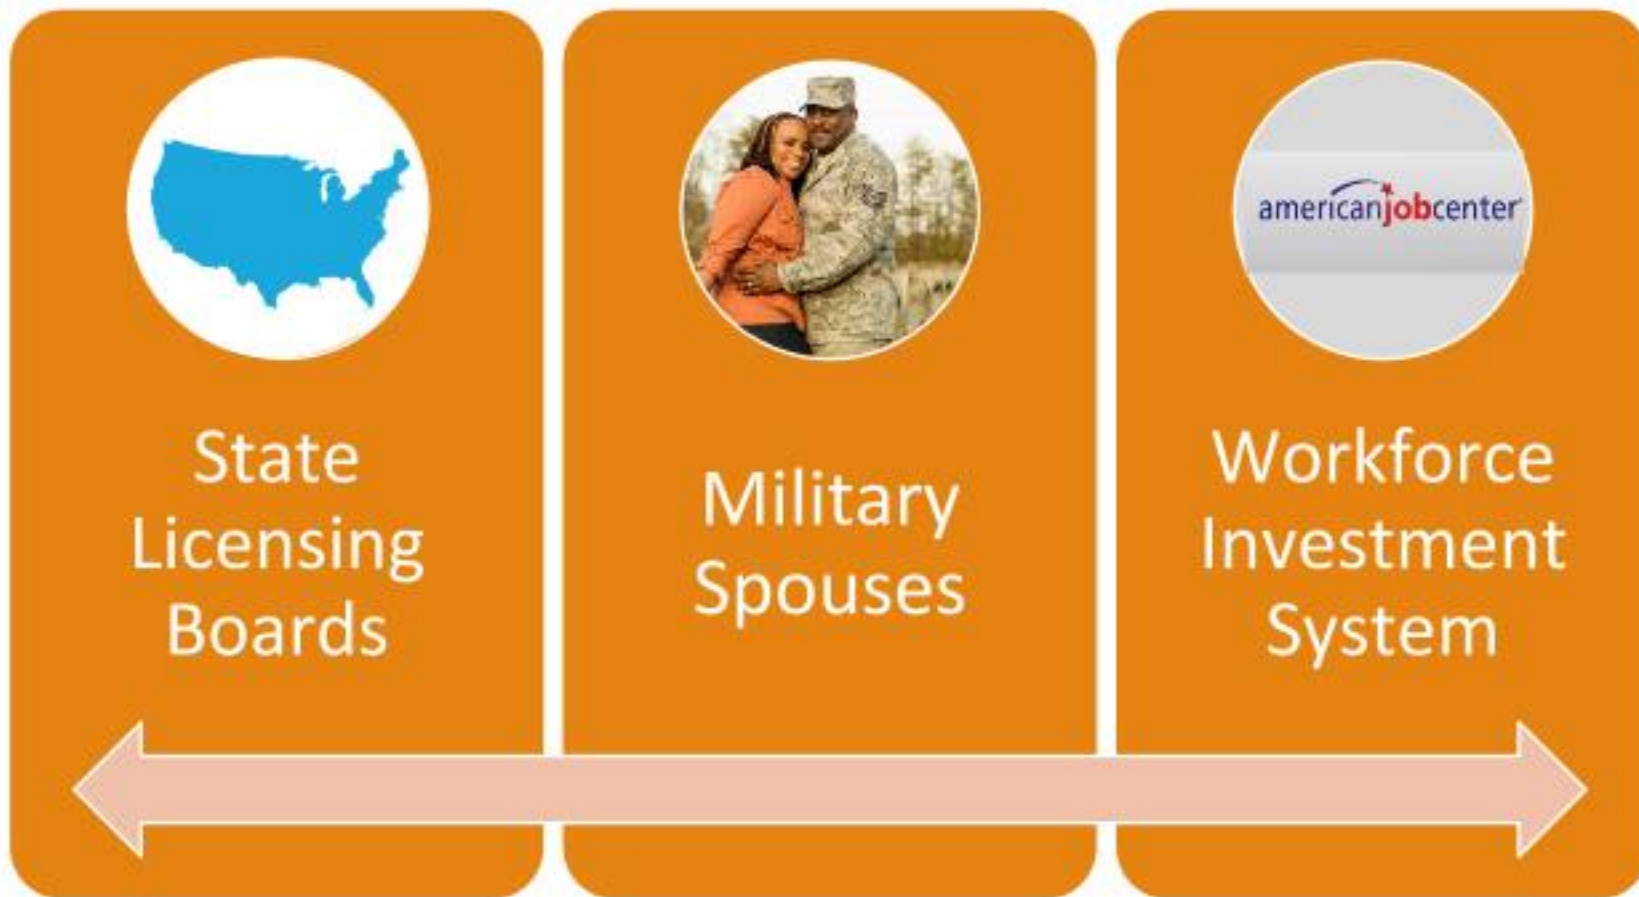 State
Licensing
Boards
Military
Spouses
americanjobcenter
Workforce
Investment
System